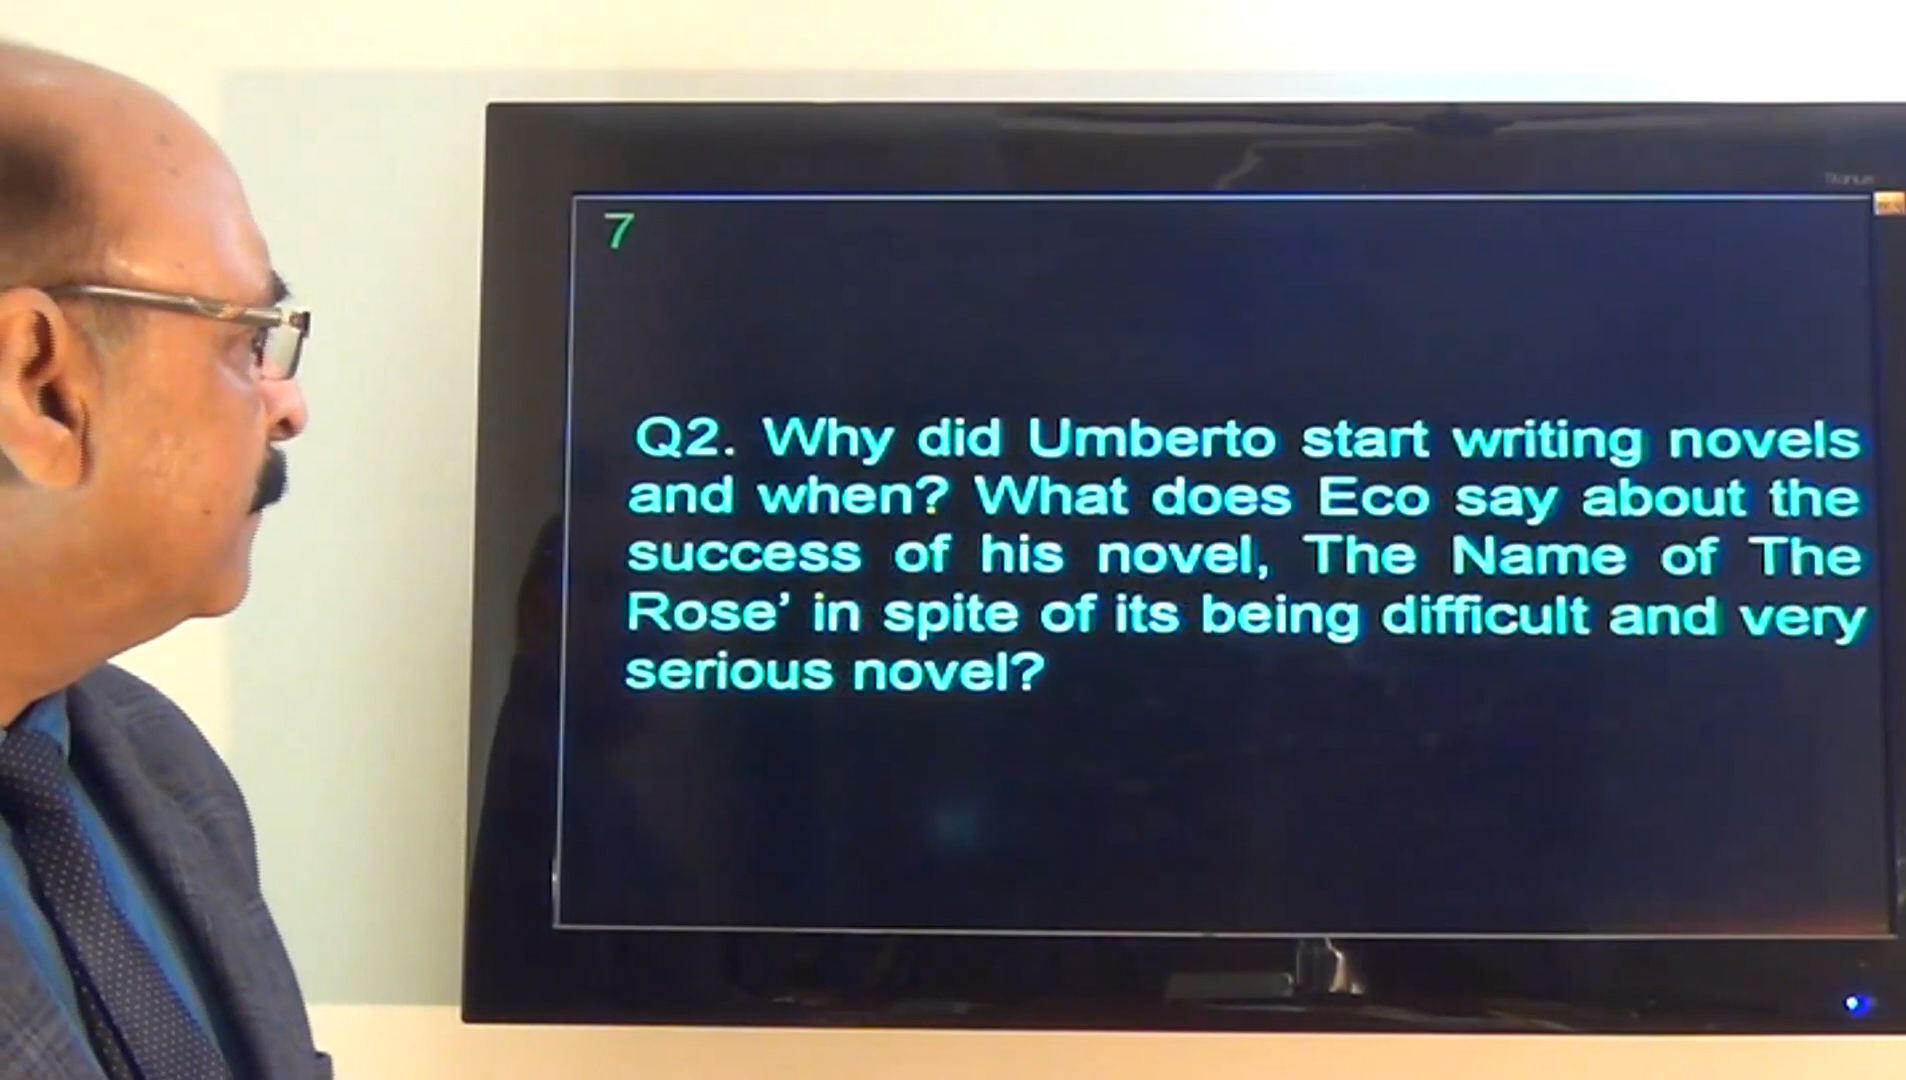 7
Q2. Why did Umberto start writing novels
and when? What does Eco say about the
success of his novel, The Name of The
Rose’ in spite of its being difficult and very
serious novel?